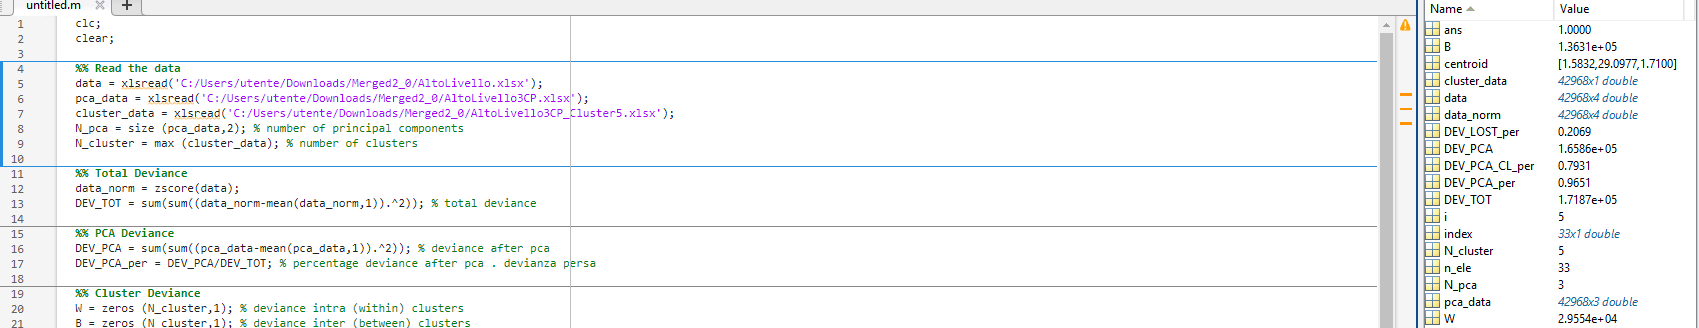 untitled.m
1 clc;
2 clear;
3
4 %% Read the data
5 data = xlsread('C:/Users/utente/Downloads/Merged2_0/AltoLivello.xlsx');
6 pca_data = xlsread('C:/Users/utente/Downloads/Merged2_0/AltoLivello3CP.xlsx');
7 cluster_data = xlsread('C:/Users/utente/Downloads/Merged2_0/AltoLivello3CP_Cluster5.xlsx');
8 N_pca = size (pca_data,2); % number of principal components
9 N_cluster = max (cluster_data); % number of clusters
10
11 %% Total Deviance
12 data_norm = zscore(data);
13 DEV_TOT = sum(sum((data_norm-mean(data_norm,1)).^2)); % total deviance
14
15 %% PCA Deviance
16 DEV_PCA = sum(sum((pca_data-mean(pca_data,1)).^2)); % deviance after pca
17 DEV_PCA_per = DEV_PCA/DEV_TOT; % percentage deviance after pca . devianza persa
18
19 %% Cluster Deviance
20 W = zeros (N_cluster,1); % deviance intra (within) clusters
21 B = zeros (N_cluster,1); % deviance inter (between) clusters
Name Value
ans 1.0000
B 1.3631e+05
centroid [1.5832,29.0977,1.7100]
cluster_data 42968x1 double
data 42968x4 double
data_norm 42968x4 double
DEV_LOST_per 0.2069
DEV_PCA 1.6586e+05
DEV_PCA_CL_per 0.7931
DEV_PCA_per 0.9651
DEV_TOT 1.7187e+05
i 5
index 33x1 double
N_cluster 5
n_ele 33
N_pca 3
pca_data 42968x3 double
W 2.9554e+04